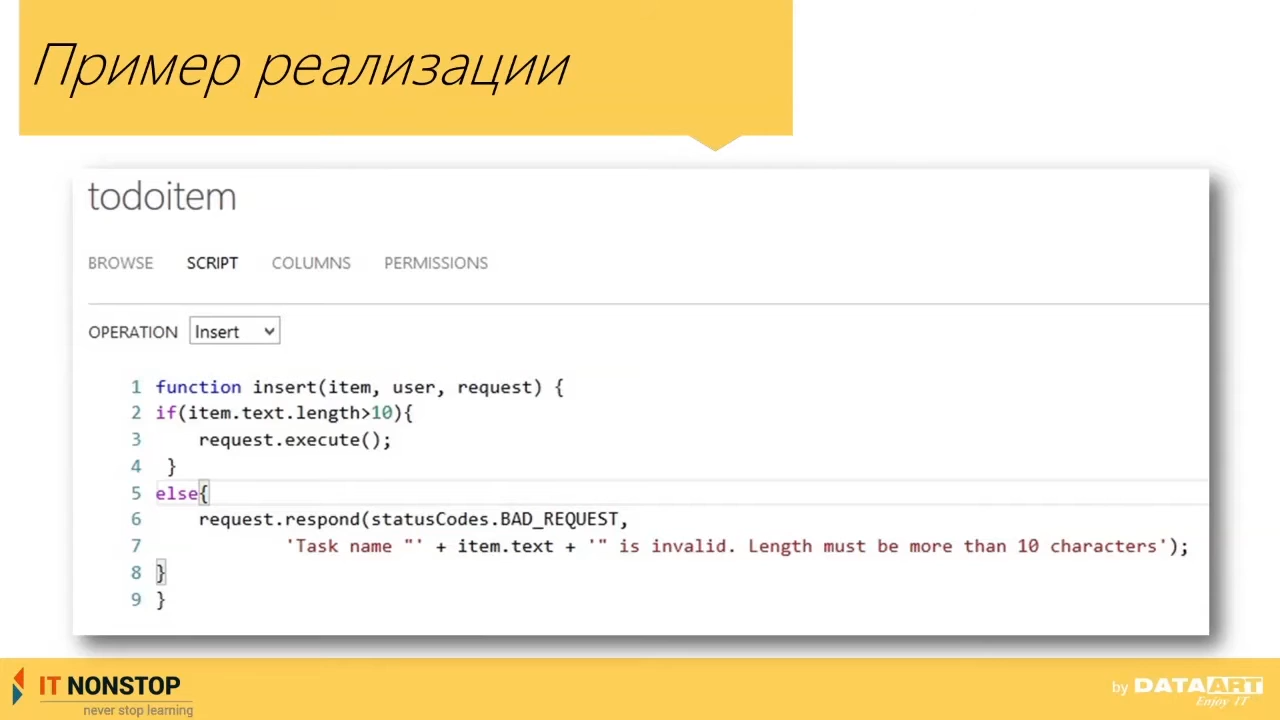 Пример реализации
todoitem
BROWSE SCRIPT COLUMNS PERMISSIONS
OPERATION Insert
1 function insert(item, user, request) {
2 if(item.text.length>10){
3     request.execute();
4  }
5 else{
6     request.respond(statusCodes.BAD_REQUEST,
7             'Task name "' + item.text + '" is invalid. Length must be more than 10 characters');
8 }
9 }
IT NONSTOP
never stop learning
by DATAART
Enjoy IT